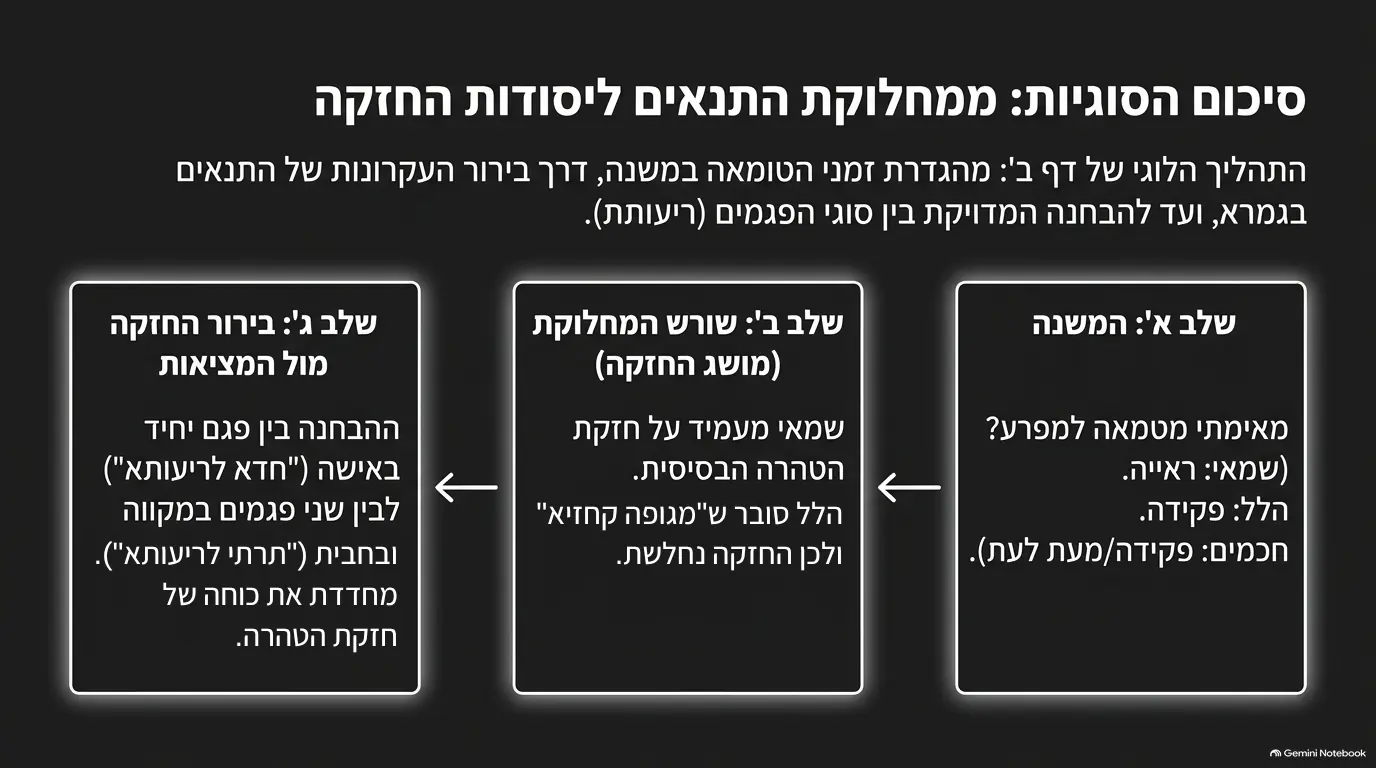 סיכום הסוגיות: ממחלוקת התנאים ליסודות החזקה
התהליך הלוגי של דף ב': מהגדרת זמני הטומאה במשנה, דרך בירור העקרונות של התנאים
בגמרא, ועד להבחנה המדויקת בין סוגי הפגמים (ריעותת).
שלב א': המשנה
מאימתי מטמאה למפרע?
(שמאי: ראייה.
הלל: פקידה.
חכמים: פקידה/מעת לעת).
שלב ב': שורש המחלוקת
(מושג החזקה)
שמאי מעמיד על חזקת
הטהרה הבסיסית.
הלל סובר ש"מגופה קחזיא"
ולכן החזקה נחלשת.
שלב ג': בירור החזקה
מול המציאות
ההבחנה בין פגם יחיד
באישה ("חדא לריעותא")
לבין שני פגמים במקווה
ובחבית ("תרתי לריעותא").
מחדדת את כוחה של
חזקת הטהרה.
Gemini Notebook